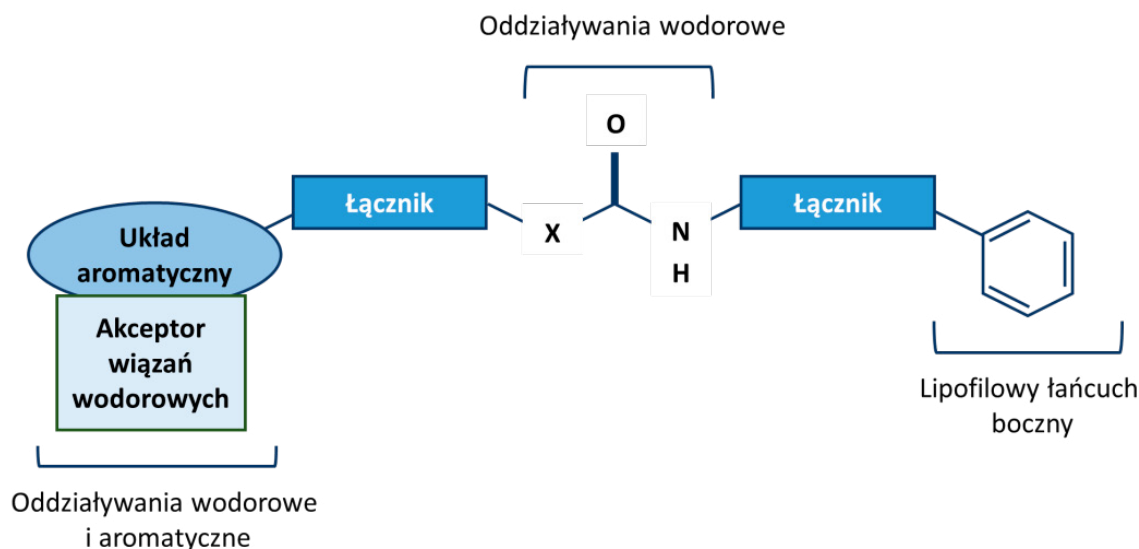 Oddziaływania wodorowe
O
Łącznik
X
N
H
Łącznik
Układ
aromatyczny
Akceptor
wiązań
wodorowych
Lipofilowy łańcuch
boczny
Oddziaływania wodorowe
i aromatyczne